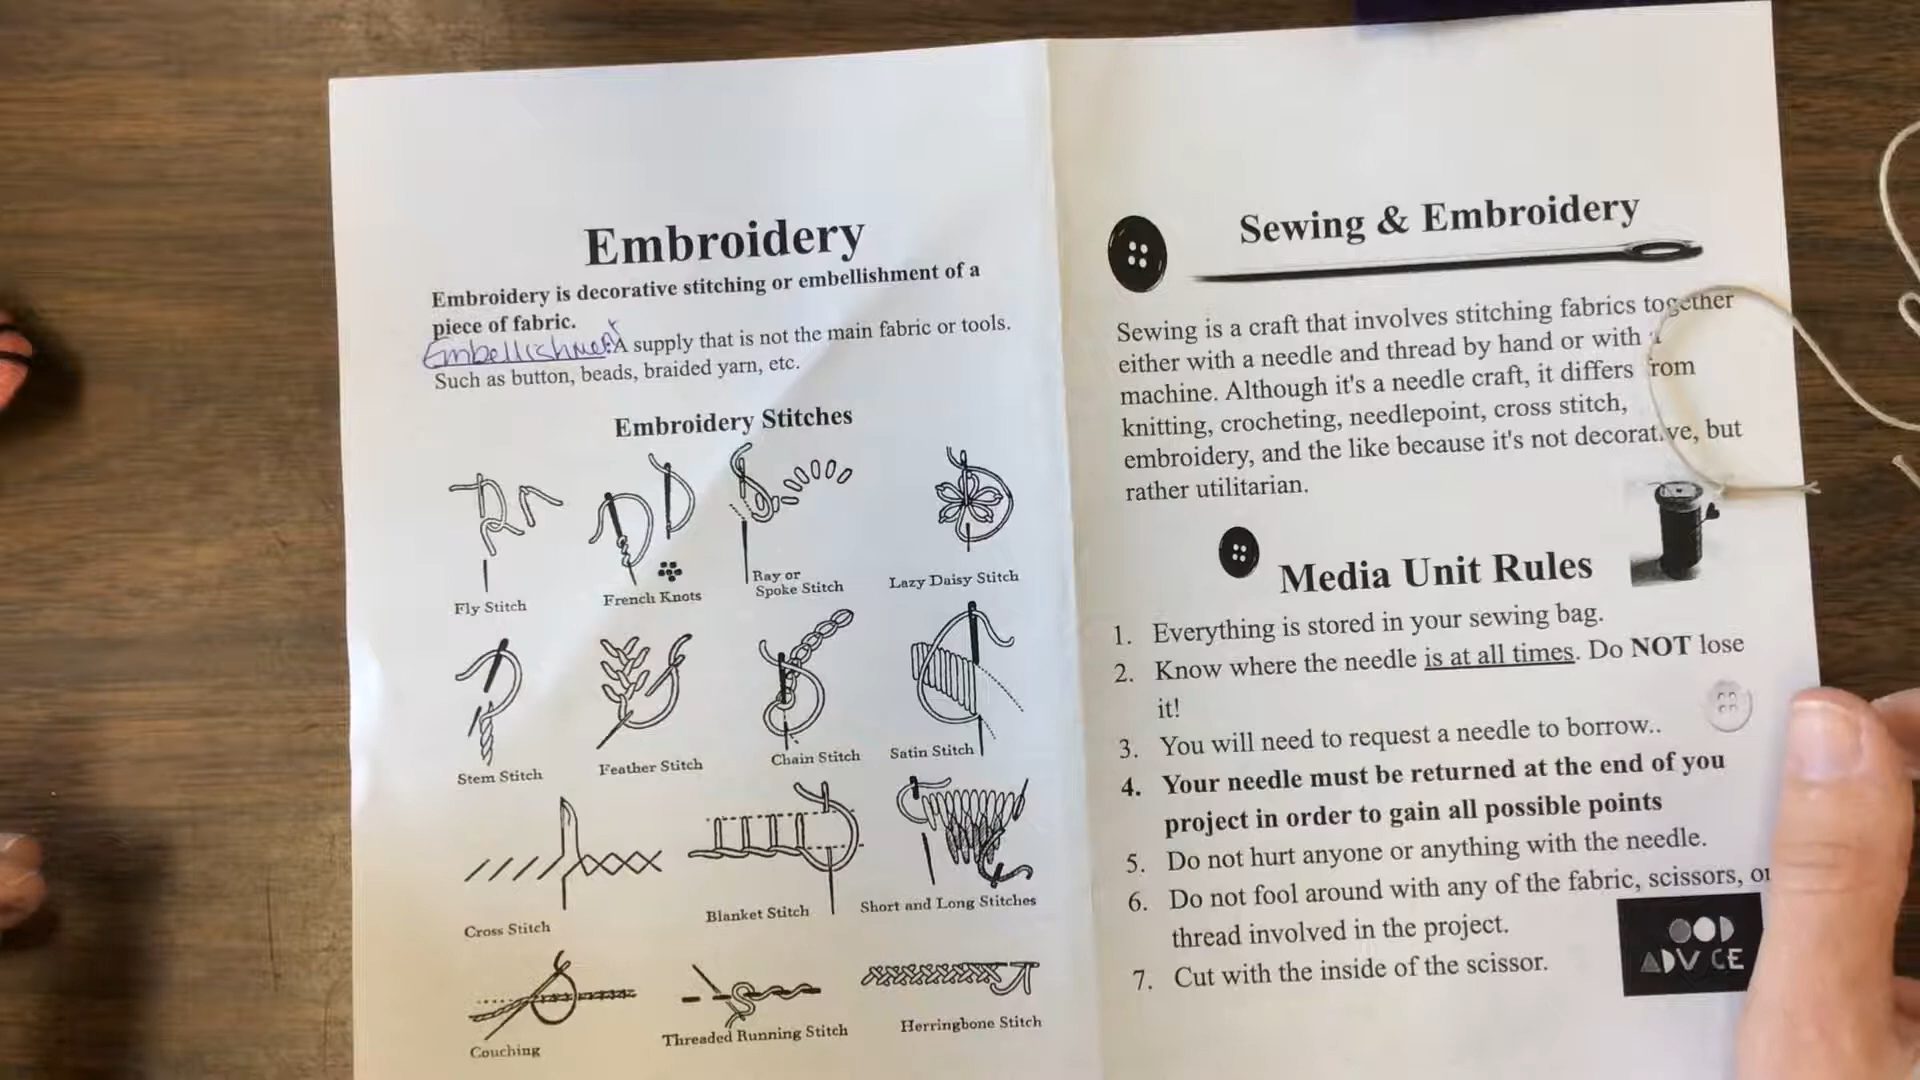 Embroidery
Embroidery is decorative stitching or embellishment of a
piece of fabric.
Embellishment: A supply that is not the main fabric or tools.
Such as button, beads, braided yarn, etc.
Embroidery Stitches
Fly Stitch
French Knots
Ray or
Spoke Stitch
Lazy Daisy Stitch
Stem Stitch
Feather Stitch
Chain Stitch
Satin Stitch
Cross Stitch
Blanket Stitch
Short and Long Stitches
Couching
Threaded Running Stitch
Herringbone Stitch
Sewing & Embroidery
Sewing is a craft that involves stitching fabrics together
either with a needle and thread by hand or with a
machine. Although it's a needle craft, it differs from
knitting, crocheting, needlepoint, cross stitch,
embroidery, and the like because it's not decorative, but
rather utilitarian.
Media Unit Rules
1. Everything is stored in your sewing bag.
2. Know where the needle is at all times. Do NOT lose
it!
3. You will need to request a needle to borrow..
4. Your needle must be returned at the end of you
project in order to gain all possible points
5. Do not hurt anyone or anything with the needle.
6. Do not fool around with any of the fabric, scissors, or
thread involved in the project.
7. Cut with the inside of the scissor.